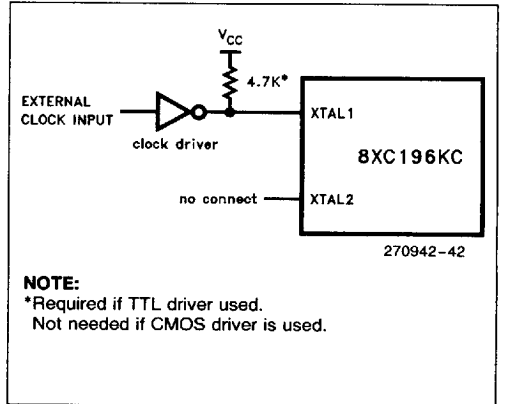 VCC
4.7K*
EXTERNAL
CLOCK INPUT
clock driver
XTAL1
8XC196KC
no connect
XTAL2
270942-42
NOTE:
*Required if TTL driver used.
Not needed if CMOS driver is used.